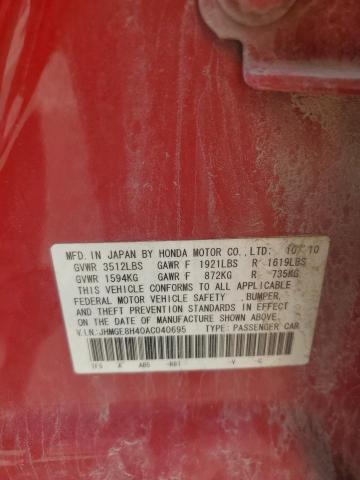 MFD. IN JAPAN BY HONDA MOTOR CO., LTD. 10/10
GVWR 3512LBS GAWR F 1921LBS R 1619LBS
GVWR 1594KG GAWR F 872KG R 735KG
THIS VEHICLE CONFORMS TO ALL APPLICABLE
FEDERAL MOTOR VEHICLE SAFETY, BUMPER,
AND THEFT PREVENTION STANDARDS IN EFFECT
ON THE DATE OF MANUFACTURE SHOWN ABOVE.
V.I.N: JHMGE8H40AC040695 TYPE: PASSENGER CAR